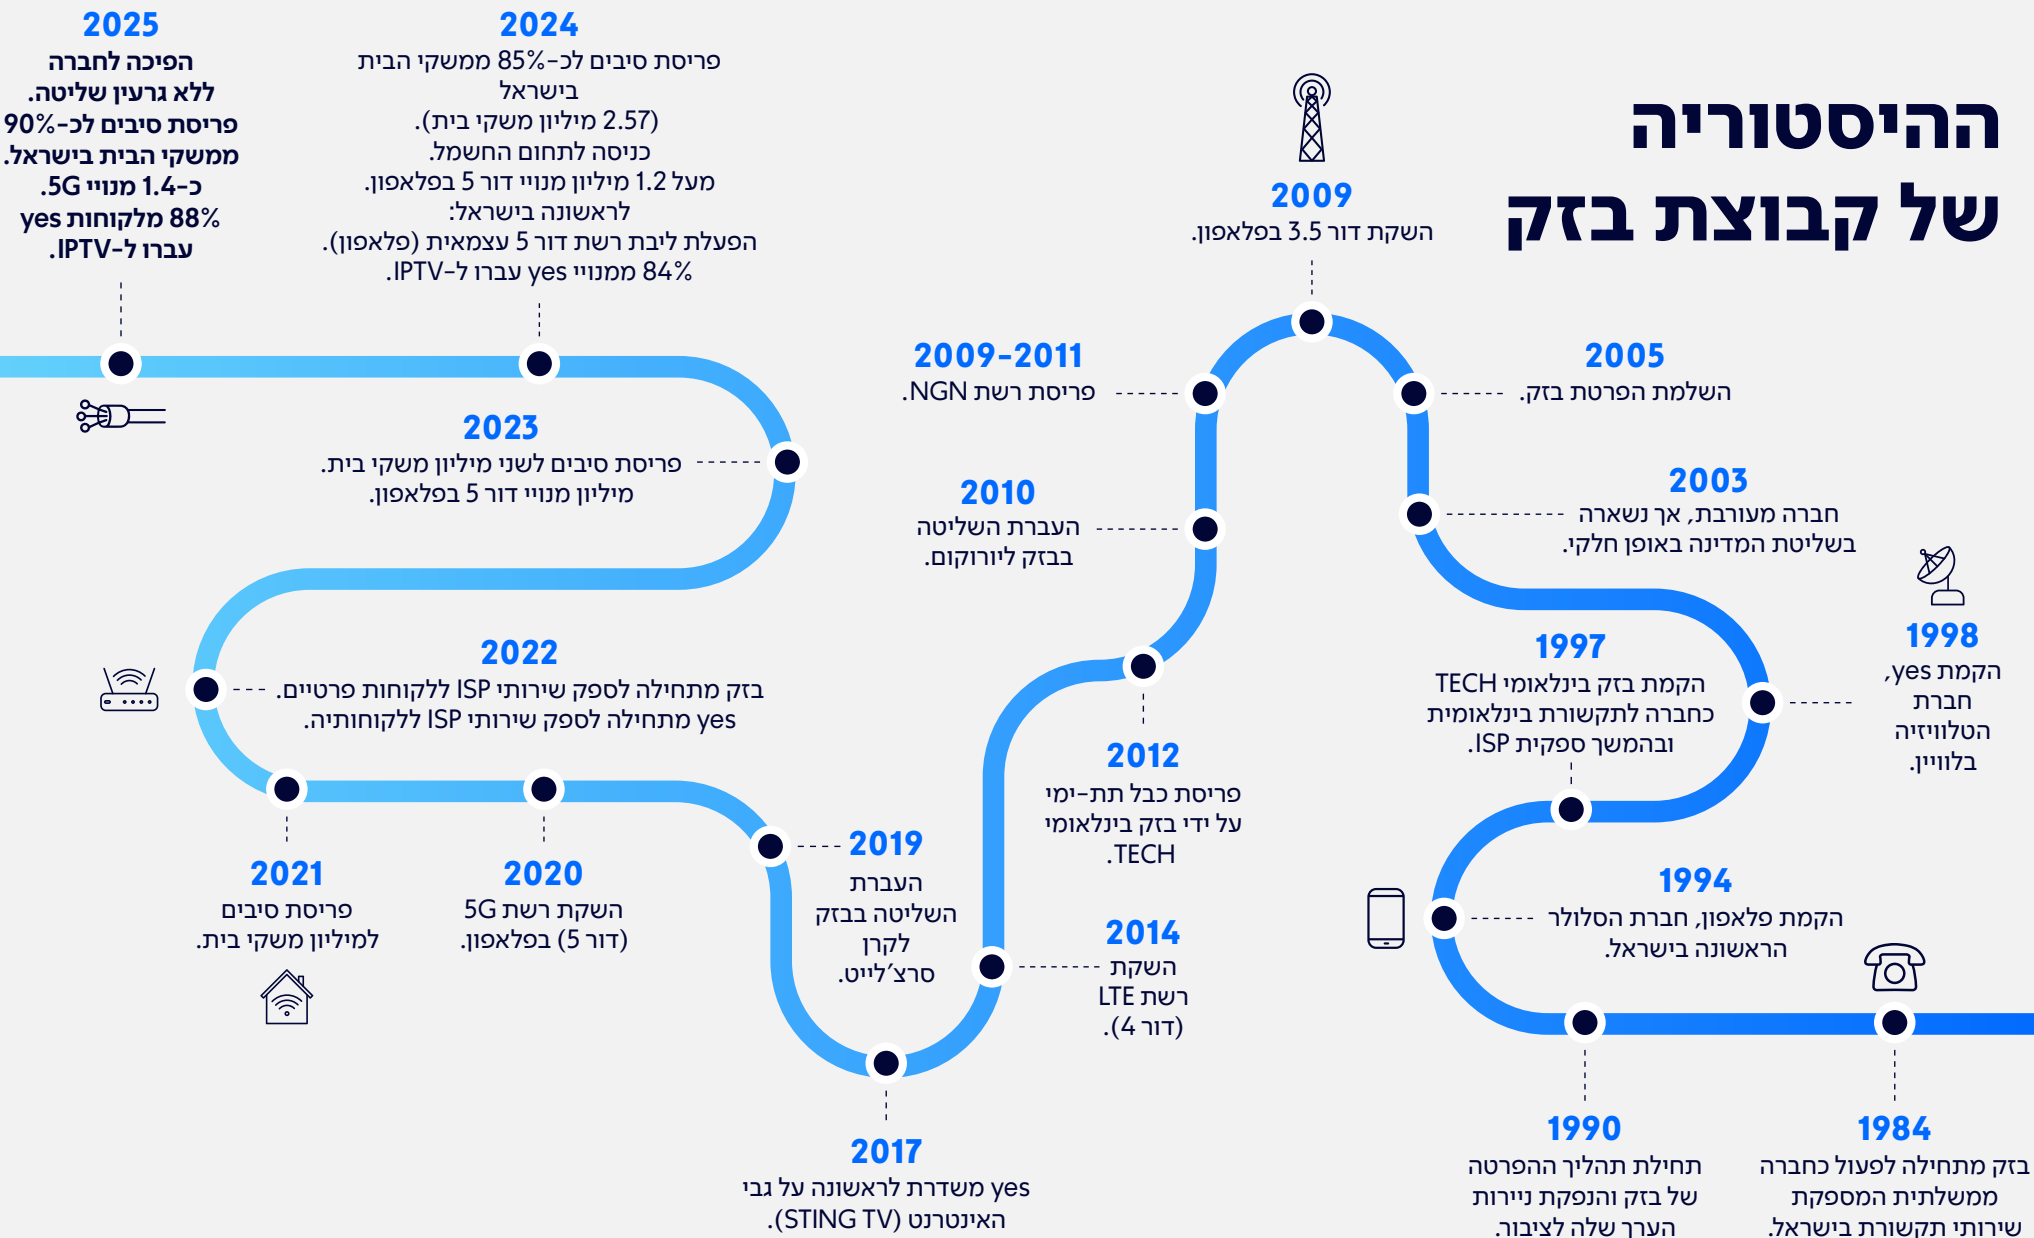 ההיסטוריה
של קבוצת בזק
1984
בזק מתחילה לפעול כחברה
ממשלתית המספקת
שירותי תקשורת בישראל.
1990
תחילת תהליך ההפרטה
של בזק והנפקת ניירות
הערך שלה לציבור.
1994
הקמת פלאפון, חברת הסלולר
הראשונה בישראל.
1997
הקמת בזק בינלאומי TECH
כחברה לתקשורת בינלאומית
ובהמשך ספקית ISP.
1998
הקמת yes,
חברת
הטלוויזיה
בלוויין.
2003
חברה מעורבת, אך נשארה
בשליטת המדינה באופן חלקי.
2005
השלמת הפרטת בזק.
2009
השקת דור 3.5 בפלאפון.
2009-2011
פריסת רשת NGN.
2010
העברת השליטה
בבזק ליורוקום.
2012
פריסת כבל תת-ימי
על ידי בזק בינלאומי
TECH.
2014
השקת
רשת LTE
(דור 4).
2017
yes משדרת לראשונה על גבי
האינטרנט (STING TV).
2019
העברת
השליטה בבזק
לקרן
סרצ'לייט.
2020
השקת רשת 5G
(דור 5) בפלאפון.
2021
פריסת סיבים
למיליון משקי בית.
2022
בזק מתחילה לספק שירותי ISP ללקוחות פרטיים.
yes מתחילה לספק שירותי ISP ללקוחותיה.
2023
פריסת סיבים לשני מיליון משקי בית.
מיליון מנויי דור 5 בפלאפון.
2024
פריסת סיבים לכ-85% ממשקי הבית
בישראל
(2.57 מיליון משקי בית).
כניסה לתחום החשמל.
מעל 1.2 מיליון מנויי דור 5 בפלאפון.
לראשונה בישראל:
הפעלת ליבת רשת דור 5 עצמאית (פלאפון).
84% ממנויי yes עברו ל-IPTV.
2025
הפיכה לחברה
ללא גרעין שליטה.
פריסת סיבים לכ-90%
ממשקי הבית בישראל.
כ-1.4 מנויי 5G.
88% מלקוחות yes
עברו ל-IPTV.